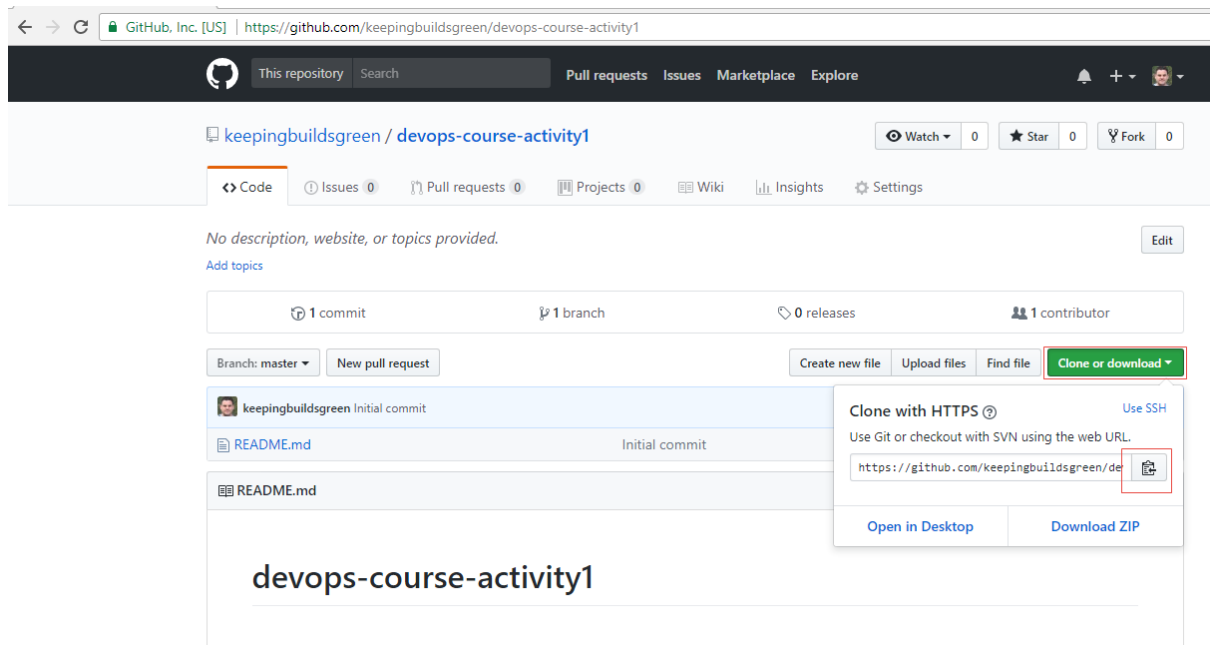 GitHub, Inc. [US] | https://github.com/keepingbuildsgreen/devops-course-activity1
This repository Search Pull requests Issues Marketplace Explore
keepingbuildsgreen / devops-course-activity1 Watch 0 Star 0 Fork 0
Code Issues 0 Pull requests 0 Projects 0 Wiki Insights Settings
No description, website, or topics provided. Edit
Add topics
1 commit 1 branch 0 releases 1 contributor
Branch: master New pull request Create new file Upload files Find file Clone or download
keepingbuildsgreen Initial commit
README.md Initial commit
Clone with HTTPS Use SSH
Use Git or checkout with SVN using the web URL.
https://github.com/keepingbuildsgreen/de
Open in Desktop Download ZIP
README.md
devops-course-activity1